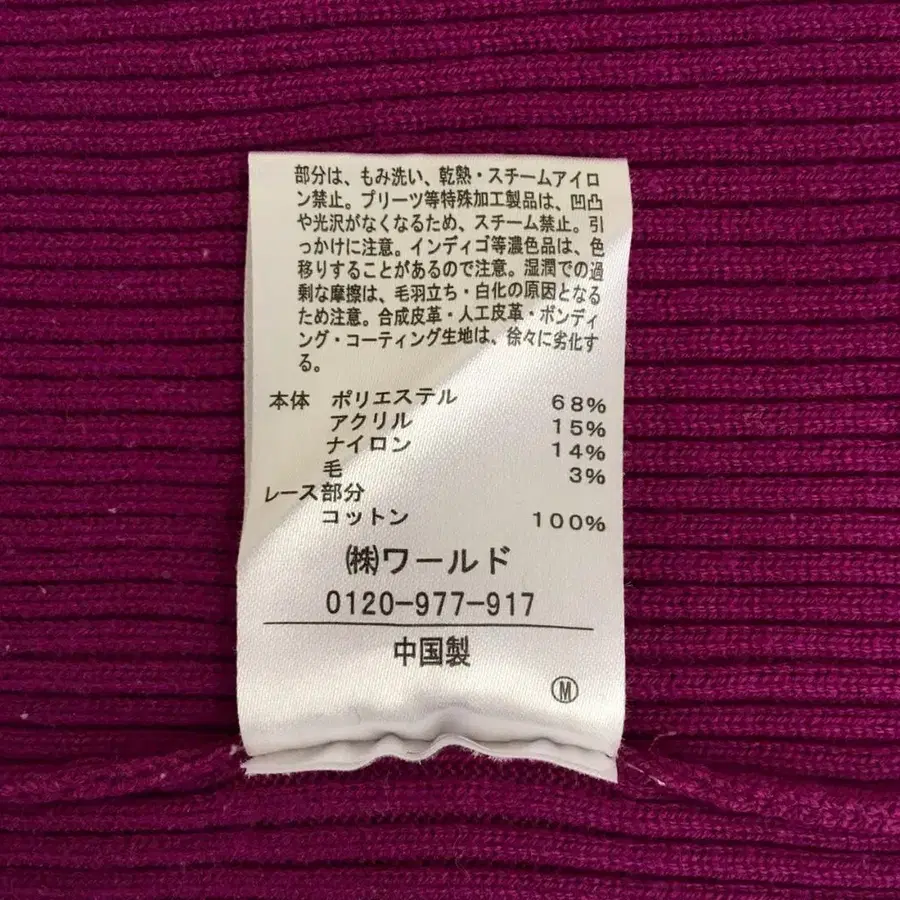 部分は、もみ洗い、乾熱・スチームアイロ
ン禁止。プリーツ等特殊加工製品は、凹凸
や光沢がなくなるため、スチーム禁止。引
っかけに注意。インディゴ等濃色品は、色
移りすることがあるので注意。湿潤での過
剰な摩擦は、毛羽立ち・白化の原因となる
ため注意。合成皮革・人工皮革・ボンディ
ング・コーティング生地は、徐々に劣化す
る。
本体 ポリエステル 68%
アクリル 15%
ナイロン 14%
毛 3%
レース部分
コットン 100%
㈱ワールド
0120-977-917
中国製
Ⓜ